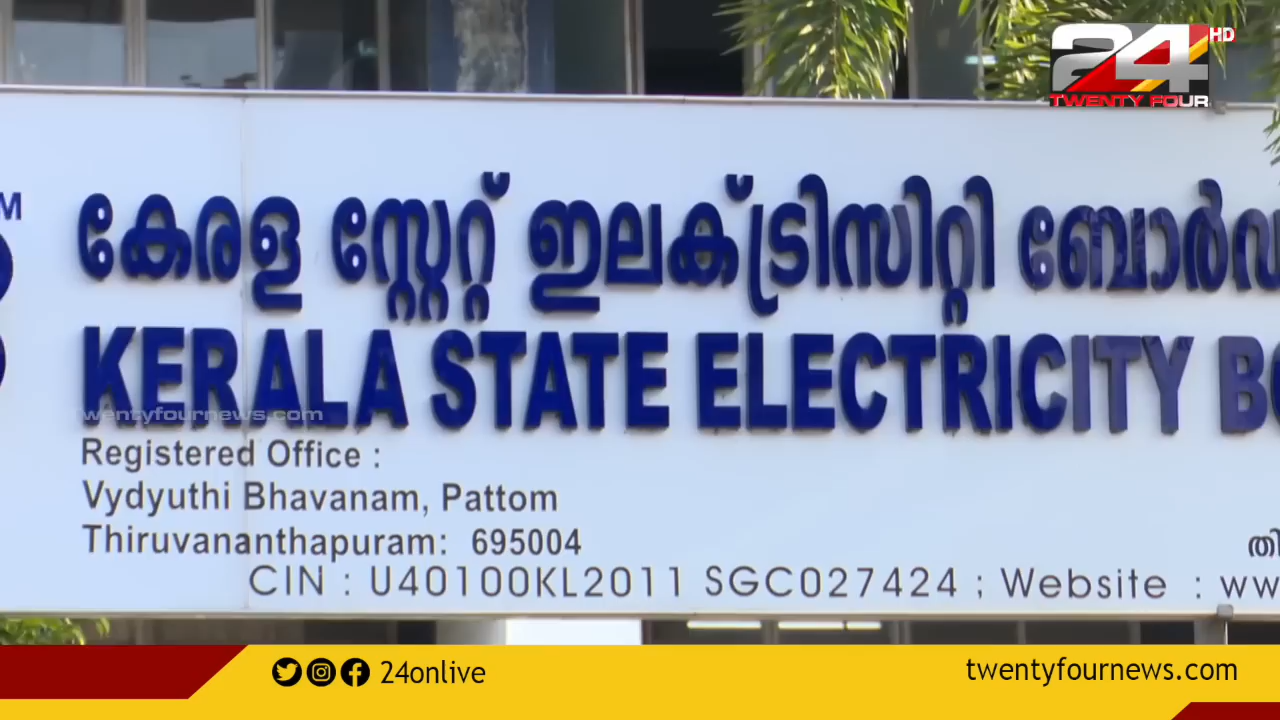 24 HD
TWENTY FOUR
കേരള സ്റ്റേറ്റ് ഇലക്ട്രിസിറ്റി ബോർഡ്
KERALA STATE ELECTRICITY
twentyfournews.com
Registered Office :
Vydyuthi Bhavanam, Pattom
Thiruvananthapuram: 695004
CIN : U40100KL2011 SGC027424 ; Website :
24onlive
twentyfournews.com